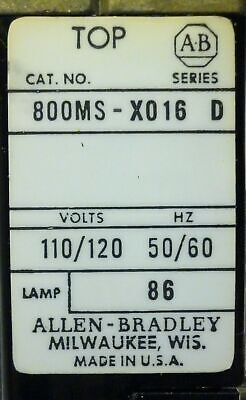 TOP
A-B
CAT. NO. SERIES
800MS-X016 D
VOLTS HZ
110/120 50/60
LAMP 86
ALLEN-BRADLEY
MILWAUKEE, WIS.
MADE IN U.S.A.